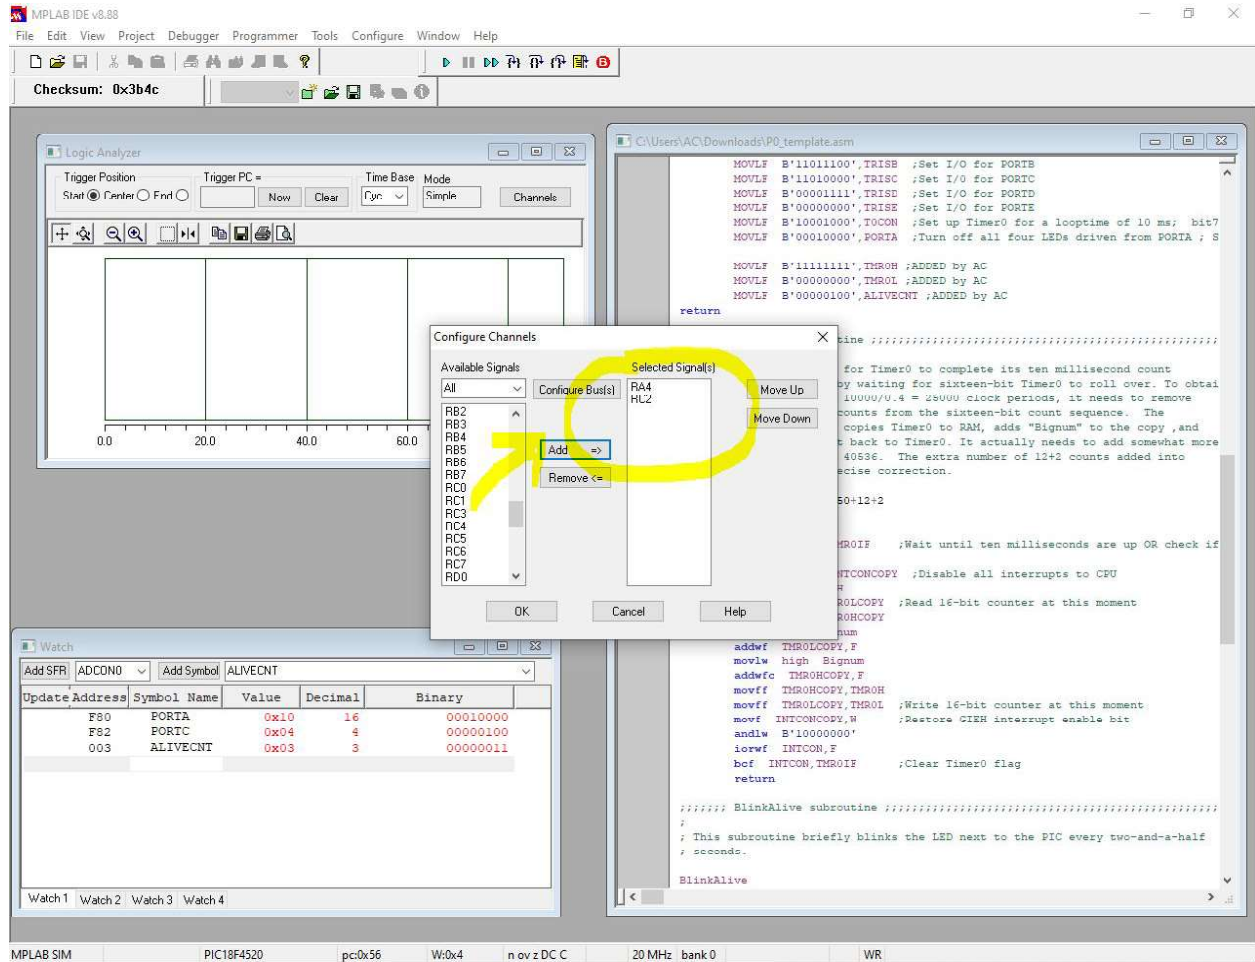 MPLAB IDE v8.88
File Edit View Project Debugger Programmer Tools Configure Window Help
Checksum: 0x3b4c
Logic Analyzer
Trigger Position
Start Center End
Trigger PC =
Now
Clear
Time Base
Cyc
Mode
Simple
Channels
0.0 20.0 40.0 60.0
C:\Users\AC\Downloads\P0_template.asm
MOVLF B'11011100',TRISB ;Set I/O for PORTB
MOVLF B'11010000',TRISC ;Set I/0 for PORTC
MOVLF B'00001111',TRISD ;Set I/O for PORTD
MOVLF B'00000000',TRISE ;Set I/O for PORTE
MOVLF B'10001000',T0CON ;Set up Timer0 for a looptime of 10 ms; bit7
MOVLF B'00010000',PORTA ;Turn off all four LEDs driven from PORTA ; S
MOVLF B'11111111',TMR0H ;ADDED by AC
MOVLF B'00000000',TMR0L ;ADDED by AC
MOVLF B'00000100',ALIVECNT ;ADDED by AC
return
tine ;;;;;;;;;;;;;;;;;;;;;;;;;;;;;;;;;;;;;;;;;;;;;;
for Timer0 to complete its ten millisecond count
by waiting for sixteen-bit Timer0 to roll over. To obtai
10000/0.4 = 25000 clock periods, it needs to remove
counts from the sixteen-bit count sequence. The
copies Timer0 to RAM, adds "Bignum" to the copy ,and
t back to Timer0. It actually needs to add somewhat more
40536. The extra number of 12+2 counts added into
ecise correction.
50+12+2
MR0IF ;Wait until ten milliseconds are up OR check if
NTCONCOPY ;Disable all interrupts to CPU
R0LCOPY ;Read 16-bit counter at this moment
R0HCOPY
num
addwf TMR0LCOPY,F
movlw high Bignum
addwfc TMR0HCOPY,F
movff TMR0HCOPY,TMR0H
movff TMR0LCOPY,TMR0L ;Write 16-bit counter at this moment
movf INTCONCOPY,W ;Restore GIEH interrupt enable bit
andlw B'10000000'
iorwf INTCON,F
bcf INTCON,TMR0IF ;Clear Timer0 flag
return
;;;;;;; BlinkAlive subroutine ;;;;;;;;;;;;;;;;;;;;;;;;;;;;;;;;;;;;;;;;;;;;
;
; This subroutine briefly blinks the LED next to the PIC every two-and-a-half
; seconds.
BlinkAlive
Configure Channels
Available Signals
All
RB2
RB3
RB4
RB5
RB6
RB7
RC0
RC1
RC3
RC4
RC5
RC6
RC7
RD0
Configure Bus(s)
Add =>
Remove <=
Selected Signal(s)
RA4
RC2
Move Up
Move Down
OK Cancel Help
Watch
Add SFR ADCON0 Add Symbol ALIVECNT
Update Address Symbol Name Value Decimal Binary
F80 PORTA 0x10 16 00010000
F82 PORTC 0x04 4 00000100
003 ALIVECNT 0x03 3 00000011
Watch 1 Watch 2 Watch 3 Watch 4
MPLAB SIM PIC18F4520 pc:0x56 W:0x4 n ov z DC C 20 MHz bank 0 WR